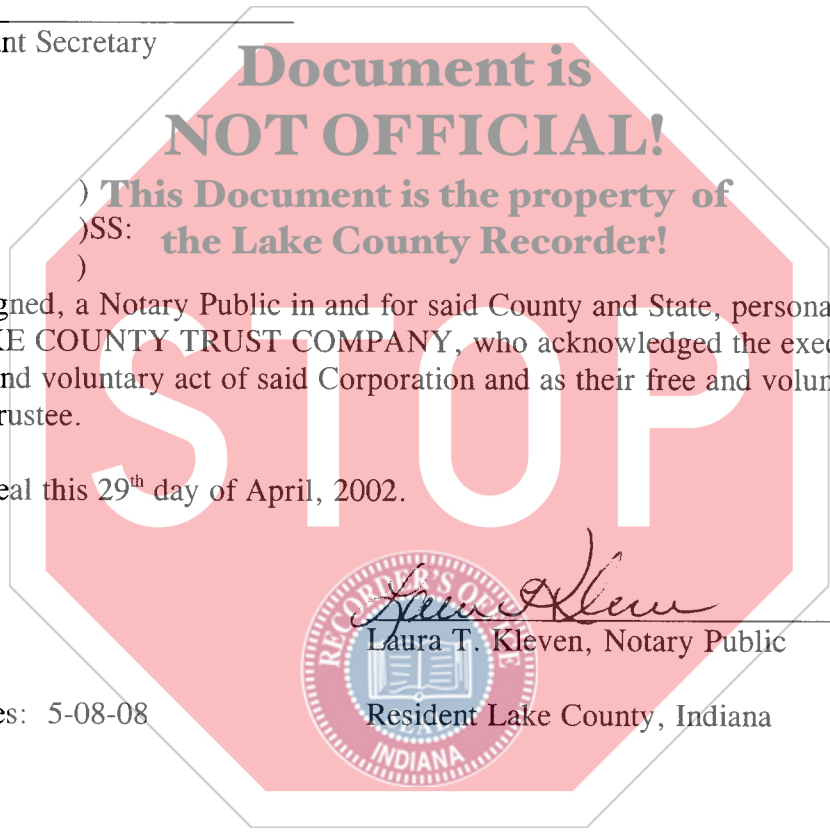 nt Secretary
Document is
NOT OFFICIAL!
) This Document is the property of
)SS: the Lake County Recorder!
)
gned, a Notary Public in and for said County and State, persona
KE COUNTY TRUST COMPANY, who acknowledged the exec
nd voluntary act of said Corporation and as their free and volun
rustee.
eal this 29th day of April, 2002.
STOP
Laura T. Kleven, Notary Public
es: 5-08-08
Resident Lake County, Indiana
RECORDER'S OFFICE
SEAL
INDIANA